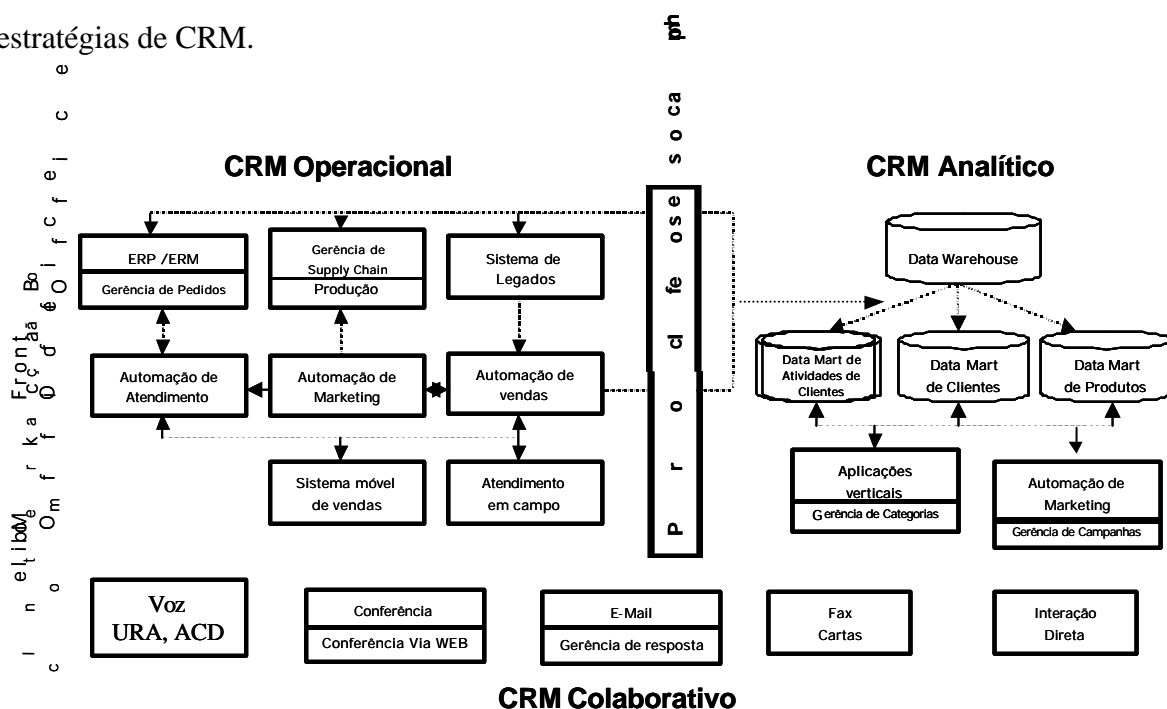 estratégias de CRM.
CRM Operacional
CRM Analítico
ERP /ERM
Gerência de Pedidos
Gerência de
Supply Chain
Produção
Sistema de
Legados
Data Warehouse
Automação de
Atendimento
Automação de
Marketing
Automação de
vendas
Data Mart de
Atividades de
Clientes
Data Mart
de Clientes
Data Mart
de Produtos
Sistema móvel
de vendas
Atendimento
em campo
Aplicações
verticais
Gerência de Categorias
Automação de
Marketing
Gerência de Campanhas
Voz
URA, ACD
Conferência
Conferência Via WEB
E-Mail
Gerência de resposta
Fax
Cartas
Interação
Direta
CRM Colaborativo